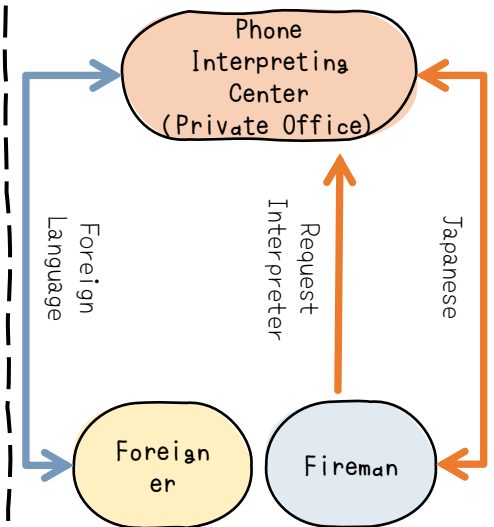 Phone
Interpreting
Center
(Private Office)
Foreign
Language
Request
Interpreter
Japanese
Foreign
er
Fireman